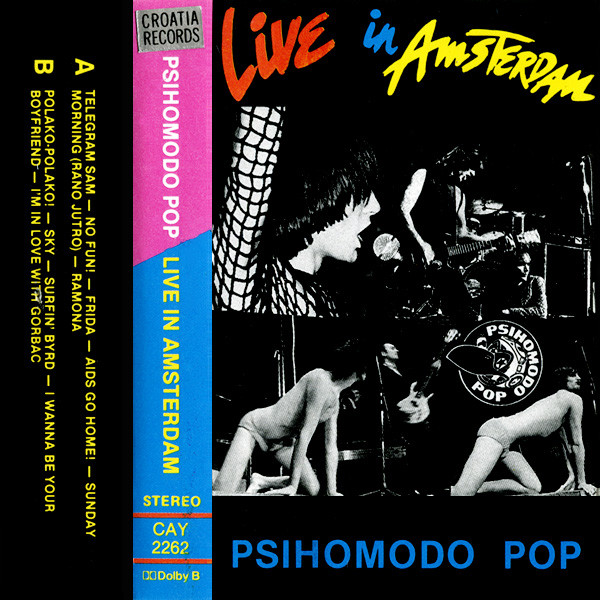 A
TELEGRAM SAM — NO FUN! — FRIDA — AIDS GO HOME! — SUNDAY
MORNING (RANO JUTRO) — RAMONA
B
POLAKO-POLAKO! — SKY — SURFIN' BYRD — I WANNA BE YOUR
BOYFRIEND — I'M IN LOVE WITH GORBAC
CROATIA
RECORDS
PSIHOMODO POP LIVE IN AMSTERDAM
STEREO
CAY
2262
Dolby B
LIVE in AMSTERDAM
PSIHOMODO
POP
PSIHOMODO POP